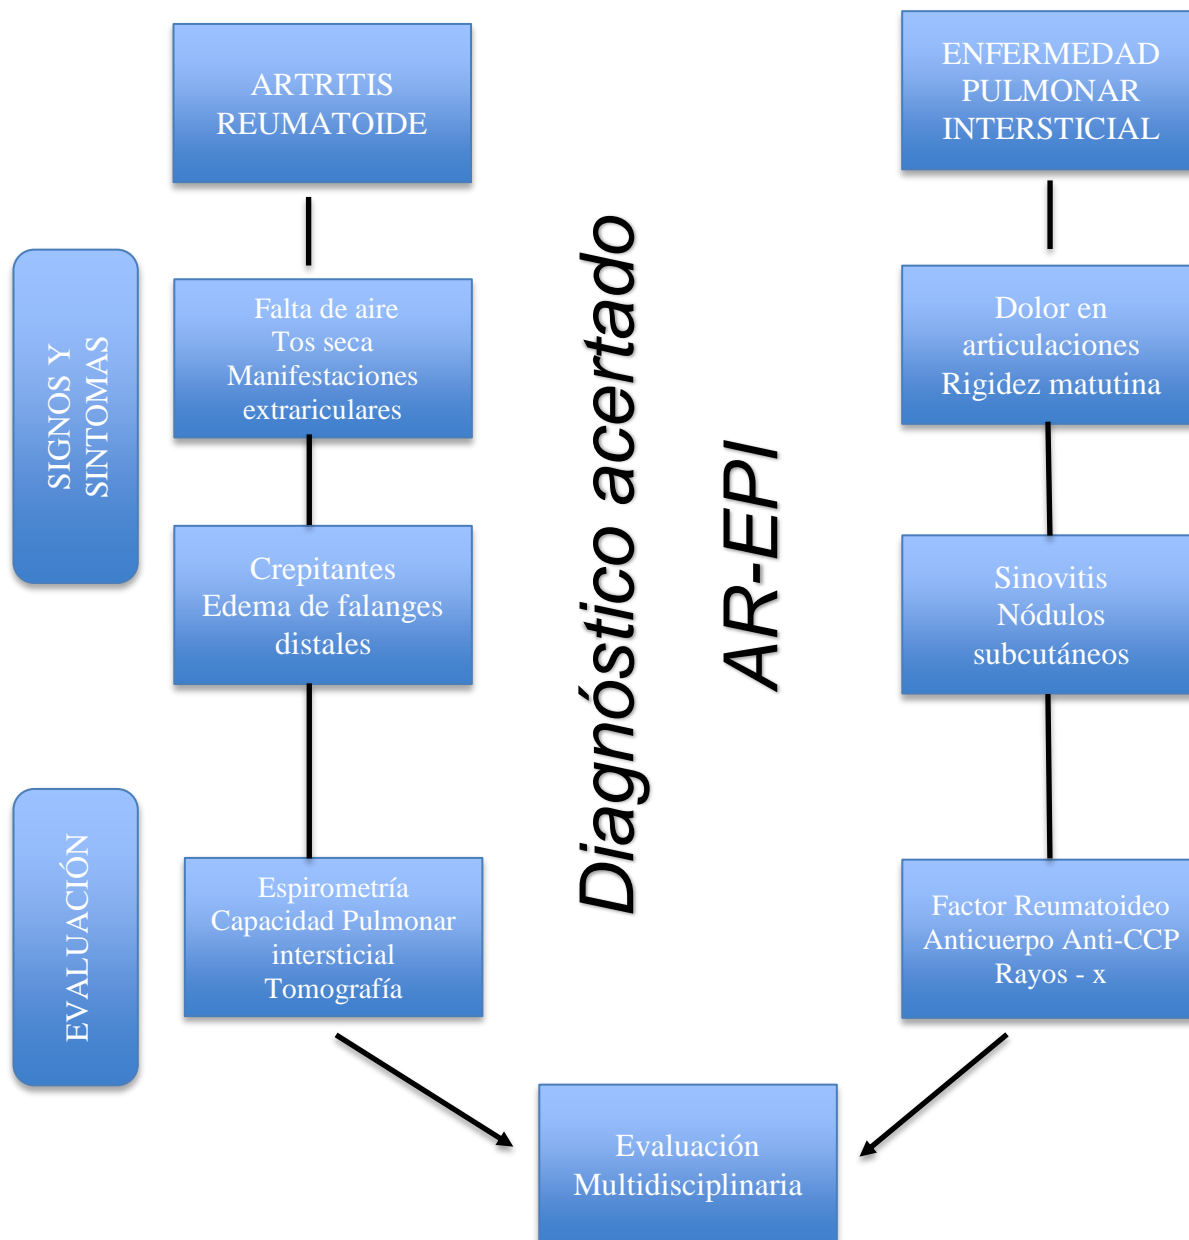 ARTRITIS
REUMATOIDE
ENFERMEDAD
PULMONAR
INTERSTICIAL
SIGNOS Y
SINTOMAS
Falta de aire
Tos seca
Manifestaciones
extrariculares
Dolor en
articulaciones
Rigidez matutina
Diagnóstico acertado
AR-EPI
Crepitantes
Edema de falanges
distales
Sinovitis
Nódulos
subcutáneos
EVALUACIÓN
Espirometría
Capacidad Pulmonar
intersticial
Tomografía
Factor Reumatoideo
Anticuerpo Anti-CCP
Rayos - x
Evaluación
Multidisciplinaria